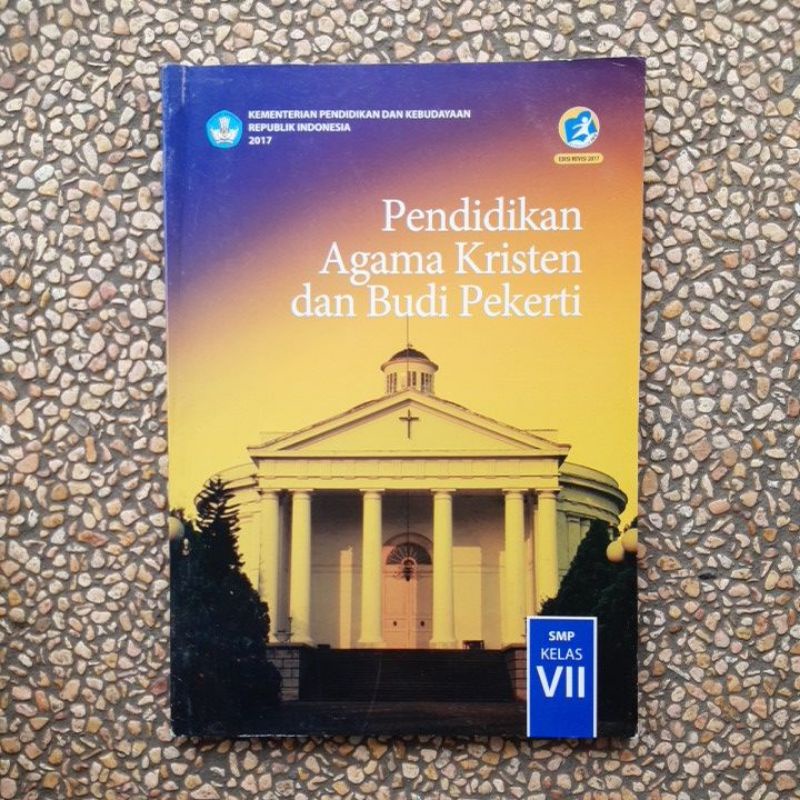 KEMENTERIAN PENDIDIKAN DAN KEBUDAYAAN
REPUBLIK INDONESIA
2017
EDISI REVISI 2017
Pendidikan
Agama Kristen
dan Budi Pekerti
SMP
KELAS
VII